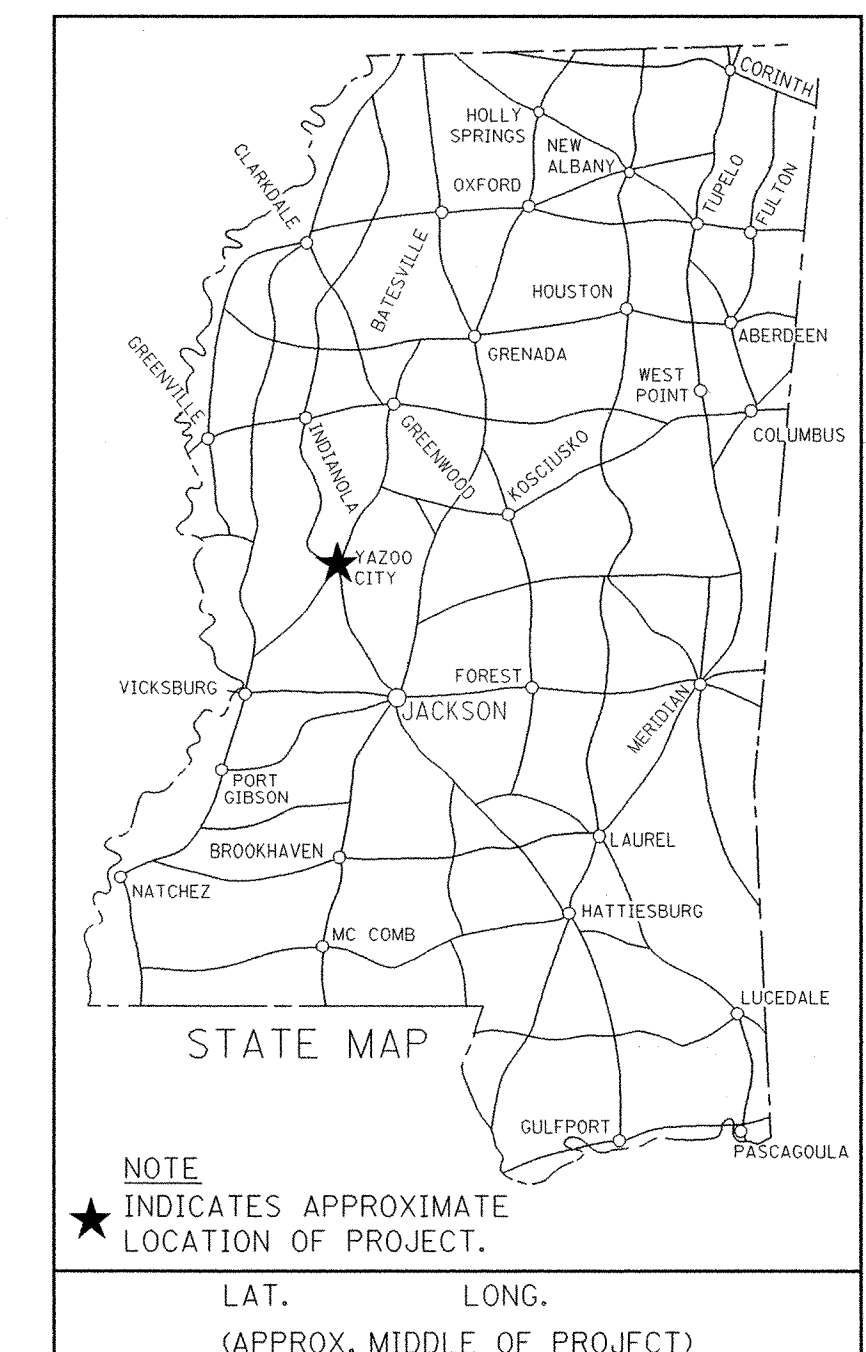 CORINTH
HOLLY
SPRINGS
NEW
ALBANY
CLARKDALE
OXFORD
TUPELO
FULTON
BATESVILLE
HOUSTON
ABERDEEN
GREENVILLE
GRENADA
WEST
POINT
INDIANOLA
GREENWOOD
KOSCIUSKO
COLUMBUS
YAZOO
CITY
VICKSBURG
FOREST
JACKSON
MERIDIAN
PORT
GIBSON
BROOKHAVEN
LAUREL
NATCHEZ
HATTIESBURG
MC COMB
LUCEDALE
STATE MAP
GULFPORT
PASCAGOULA
NOTE
INDICATES APPROXIMATE
LOCATION OF PROJECT.
LAT. LONG.
(APPROX. MIDDLE OF PROJECT)